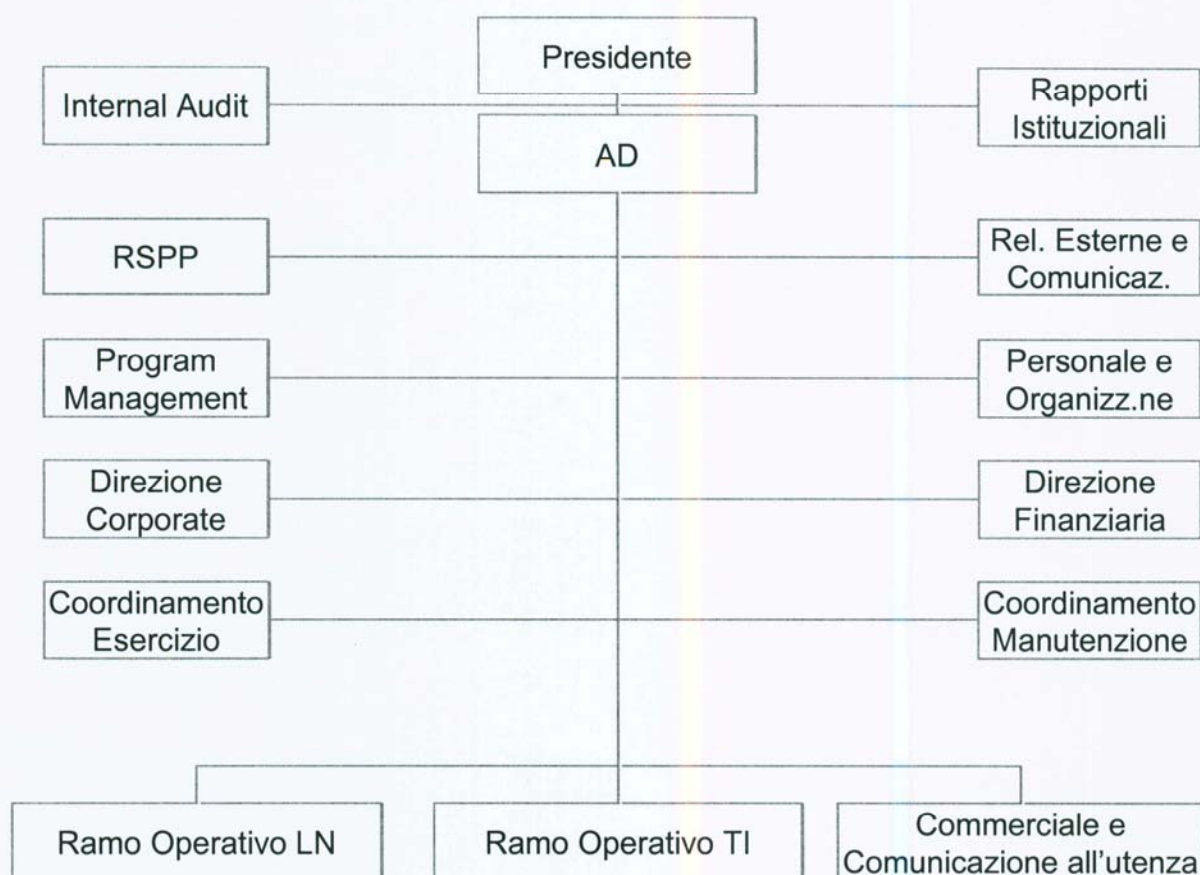 Presidente
Internal Audit
Rapporti
Istituzionali
AD
RSPP
Rel. Esterne e
Comunicaz.
Program
Management
Personale e
Organizz.ne
Direzione
Corporate
Direzione
Finanziaria
Coordinamento
Esercizio
Coordinamento
Manutenzione
Ramo Operativo LN
Ramo Operativo TI
Commerciale e
Comunicazione all'utenza